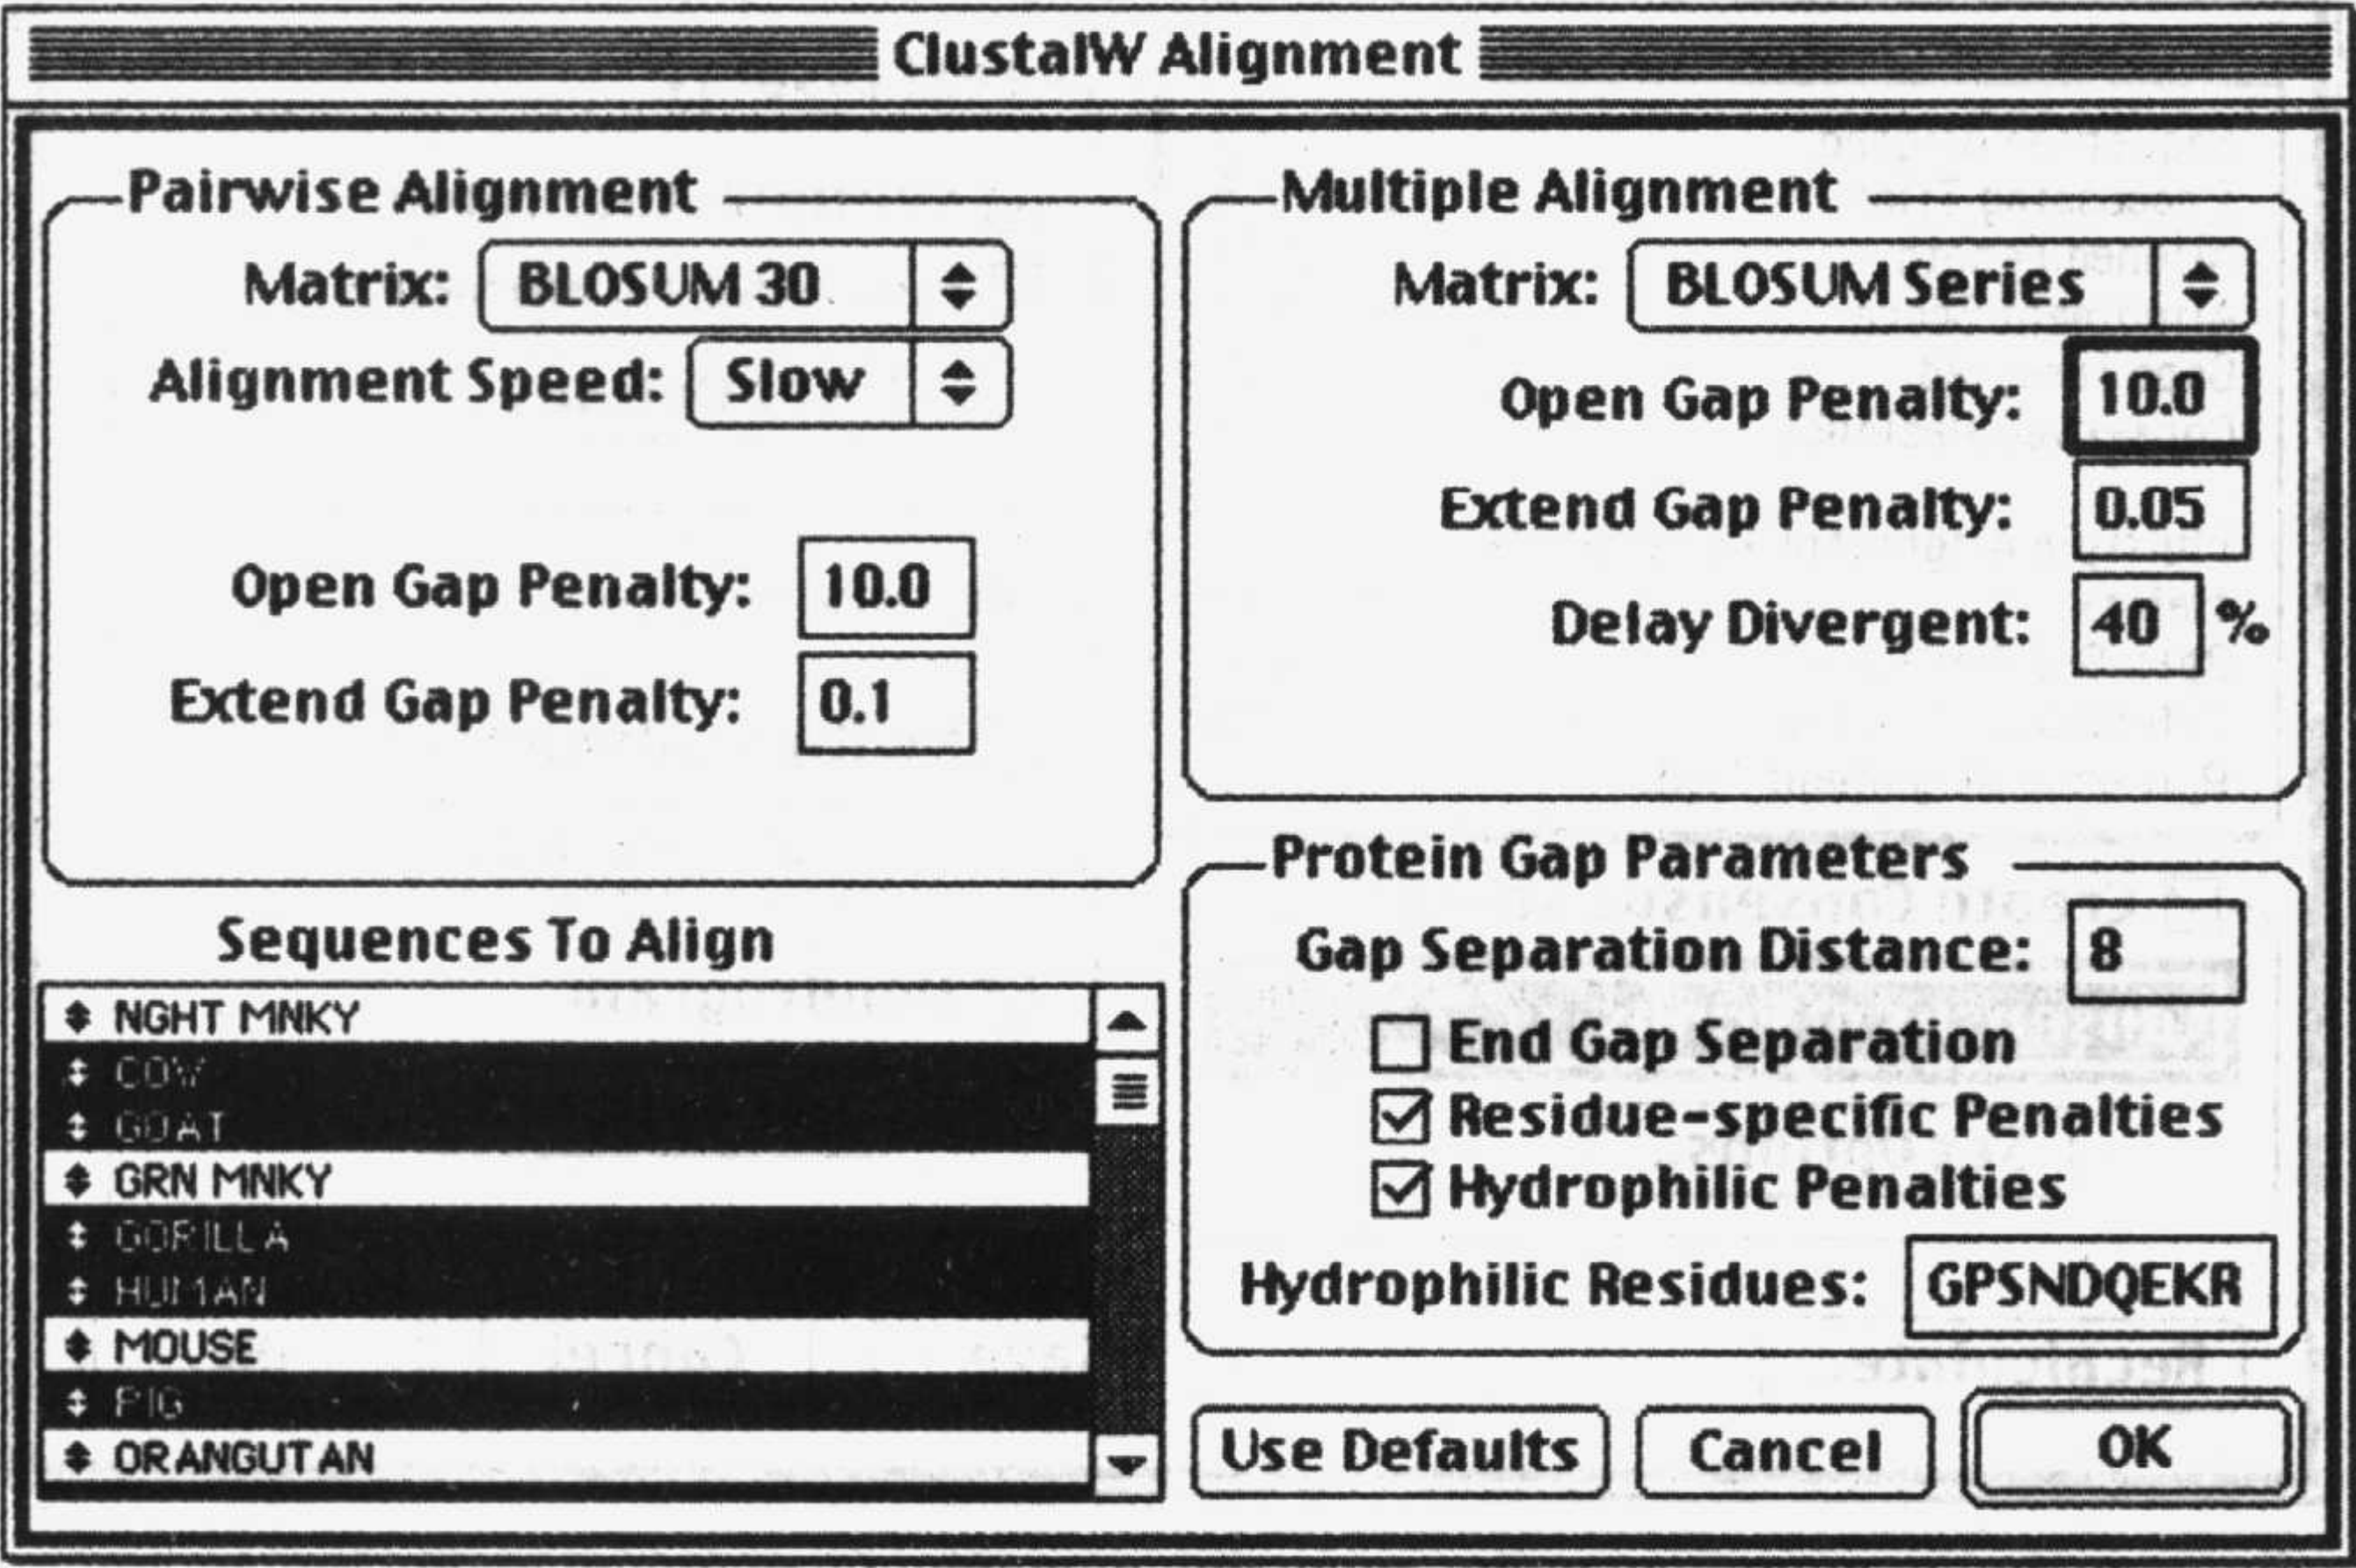 ClustalW Alignment
Pairwise Alignment
Matrix: BLOSUM 30
Alignment Speed: Slow
Open Gap Penalty: 10.0
Extend Gap Penalty: 0.1
Multiple Alignment
Matrix: BLOSUM Series
Open Gap Penalty: 10.0
Extend Gap Penalty: 0.05
Delay Divergent: 40 %
Sequences To Align
NGHT MNKY
COW
GOAT
GRN MNKY
GORILLA
HUMAN
MOUSE
PIG
ORANGUTAN
Protein Gap Parameters
Gap Separation Distance: 8
End Gap Separation
Residue-specific Penalties
Hydrophilic Penalties
Hydrophilic Residues: GPSNDQEKR
Use Defaults Cancel OK